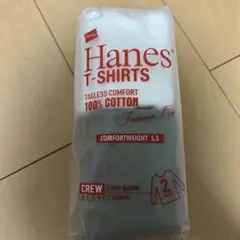 Hanes®
T-SHIRTS
TAGLESS COMFORT
100% COTTON
COMFORTWEIGHT 5.3
CREW
2